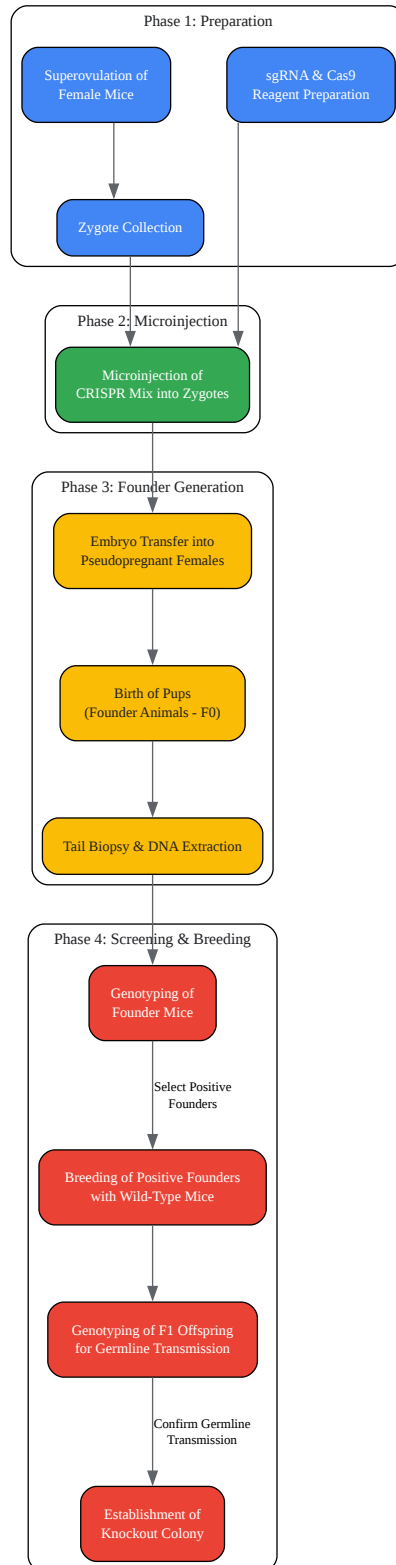 Phase 1: Preparation
Superovulation of
Female Mice
sgRNA & Cas9
Reagent Preparation
Zygote Collection
Phase 2: Microinjection
Microinjection of
CRISPR Mix into Zygotes
Phase 3: Founder Generation
Embryo Transfer into
Pseudopregnant Females
Birth of Pups
(Founder Animals - F0)
Tail Biopsy & DNA Extraction
Phase 4: Screening & Breeding
Genotyping of
Founder Mice
Select Positive
Founders
Breeding of Positive Founders
with Wild-Type Mice
Genotyping of F1 Offspring
for Germline Transmission
Confirm Germline
Transmission
Establishment of
Knockout Colony